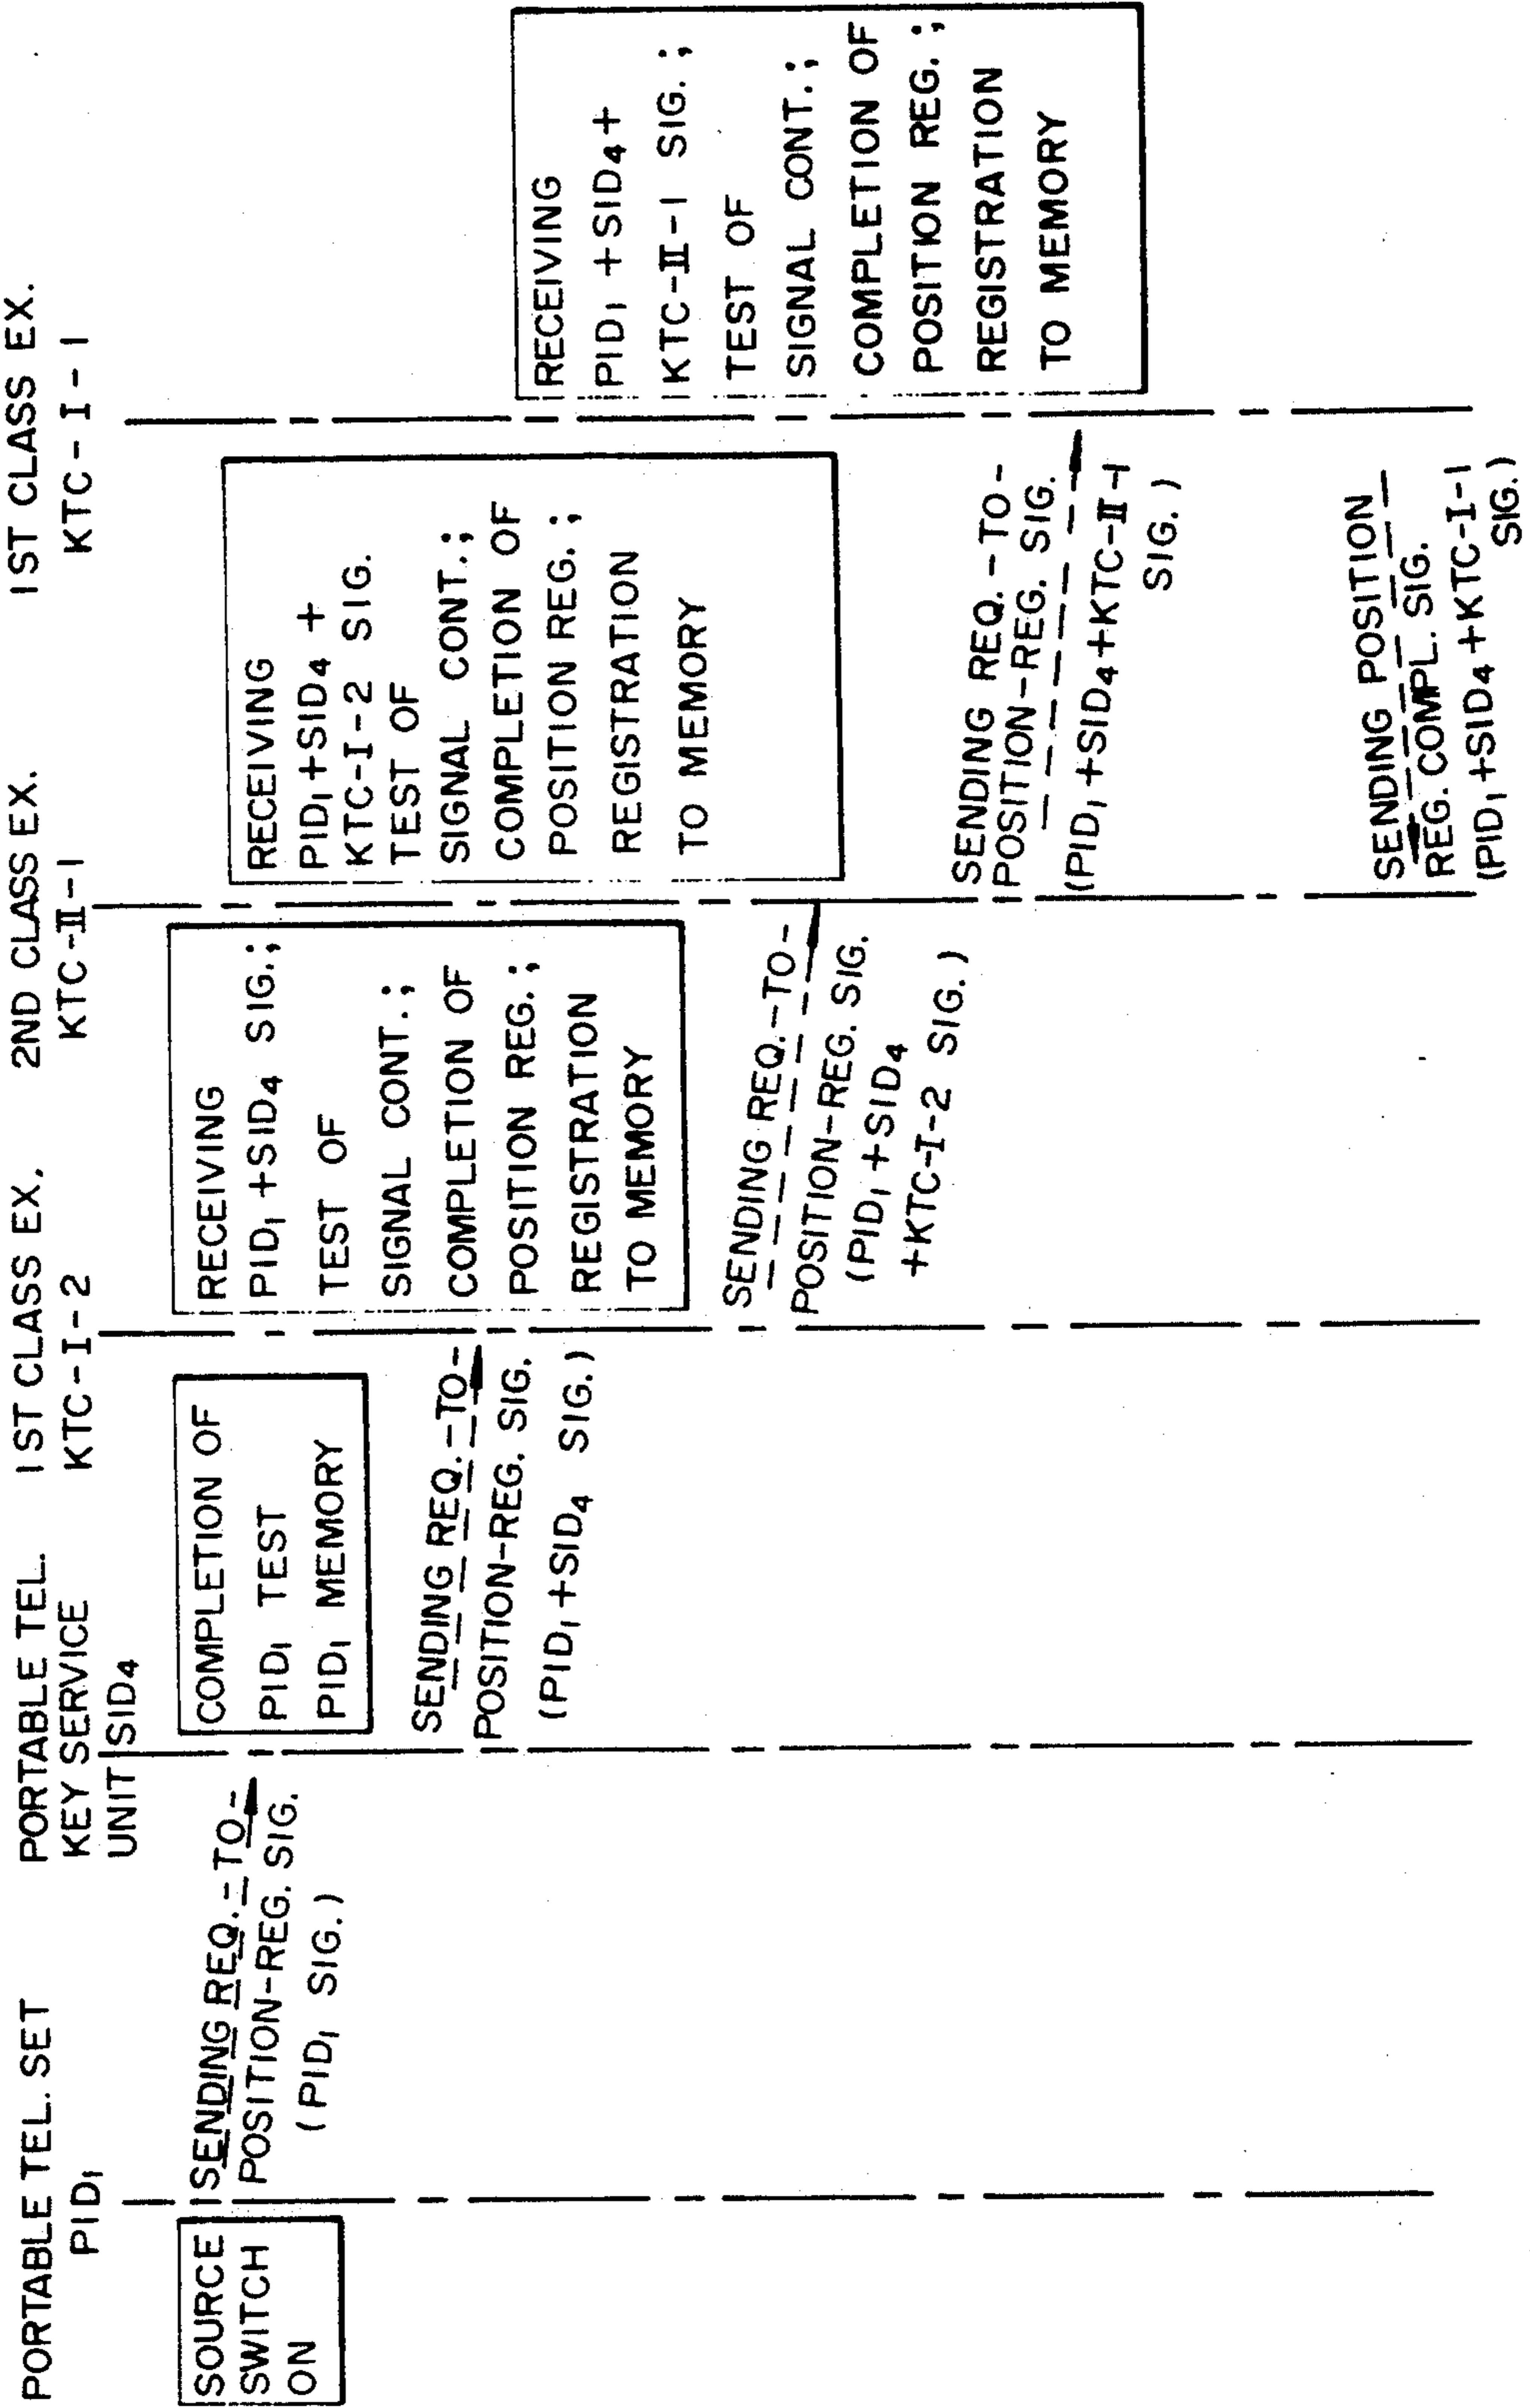 PORTABLE TEL. SET
PID₁
PORTABLE TEL.
KEY SERVICE
UNIT SID₄
1ST CLASS EX.
KTC-I-2
2ND CLASS EX.
KTC-II-1
1ST CLASS EX.
KTC-I-1
SOURCE
SWITCH
ON
SENDING REQ.-TO-
POSITION-REG. SIG.
(PID₁ SIG.)
COMPLETION OF
PID₁ TEST
PID₁ MEMORY
SENDING REQ.-TO-
POSITION-REG. SIG.
(PID₁+SID₄ SIG.)
RECEIVING
PID₁+SID₄ SIG.;
TEST OF
SIGNAL CONT.;
COMPLETION OF
POSITION REG.;
REGISTRATION
TO MEMORY
SENDING REQ.-TO-
POSITION-REG. SIG.
(PID₁+SID₄
+KTC-I-2 SIG.)
RECEIVING
PID₁+SID₄ +
KTC-I-2 SIG.
TEST OF
SIGNAL CONT.;
COMPLETION OF
POSITION REG.;
REGISTRATION
TO MEMORY
SENDING REQ.-TO-
POSITION-REG. SIG.
(PID₁+SID₄+KTC-II-1
SIG.)
RECEIVING
PID₁+SID₄+
KTC-II-1 SIG.;
TEST OF
SIGNAL CONT.;
COMPLETION OF
POSITION REG.;
REGISTRATION
TO MEMORY
SENDING POSITION
REG. COMPL. SIG.
(PID₁+SID₄+KTC-I-1
SIG.)